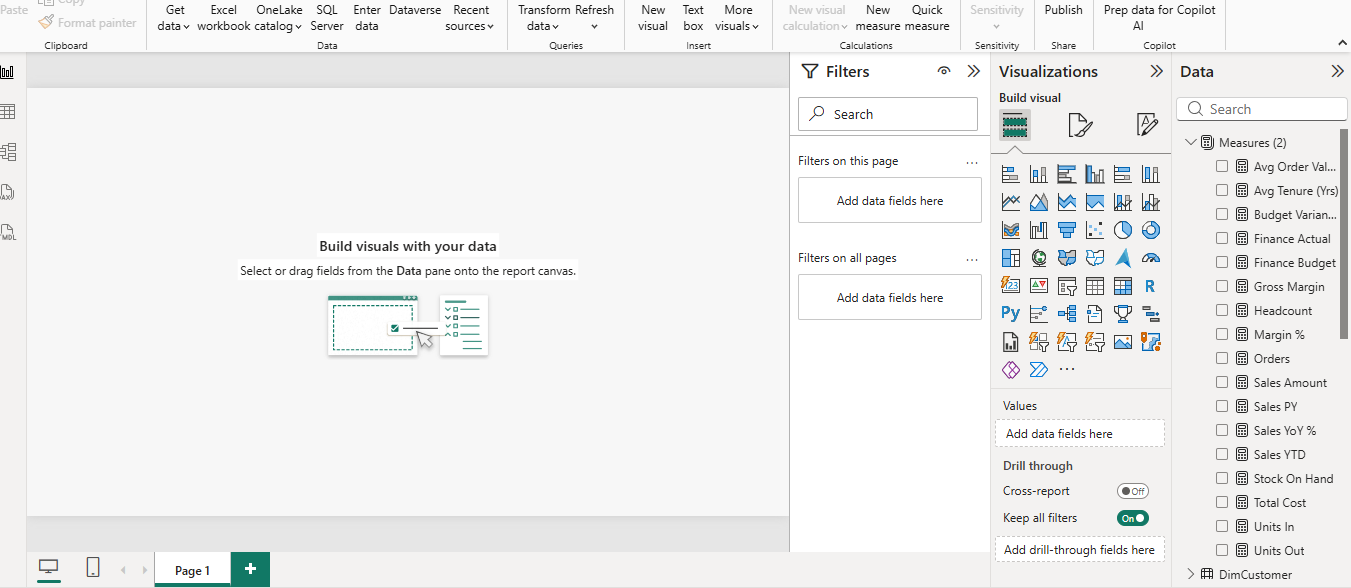 Paste
Copy
Format painter
Clipboard
Get data
Excel workbook
OneLake catalog
SQL Server
Enter data
Dataverse
Recent sources
Data
Transform data
Refresh
Queries
New visual
Text box
More visuals
Insert
New visual calculation
New measure
Quick measure
Calculations
Sensitivity
Sensitivity
Publish
Share
Prep data for AI
Copilot
Copilot
Build visuals with your data
Select or drag fields from the Data pane onto the report canvas.
Page 1
Filters
Search
Filters on this page
...
Add data fields here
Filters on all pages
...
Add data fields here
Visualizations
Build visual
123
R
Py
...
Values
Add data fields here
Drill through
Cross-report
Off
Keep all filters
On
Add drill-through fields here
Data
Search
Measures (2)
Avg Order Val...
Avg Tenure (Yrs)
Budget Varian...
Finance Actual
Finance Budget
Gross Margin
Headcount
Margin %
Orders
Sales Amount
Sales PY
Sales YoY %
Sales YTD
Stock On Hand
Total Cost
Units In
Units Out
DimCustomer